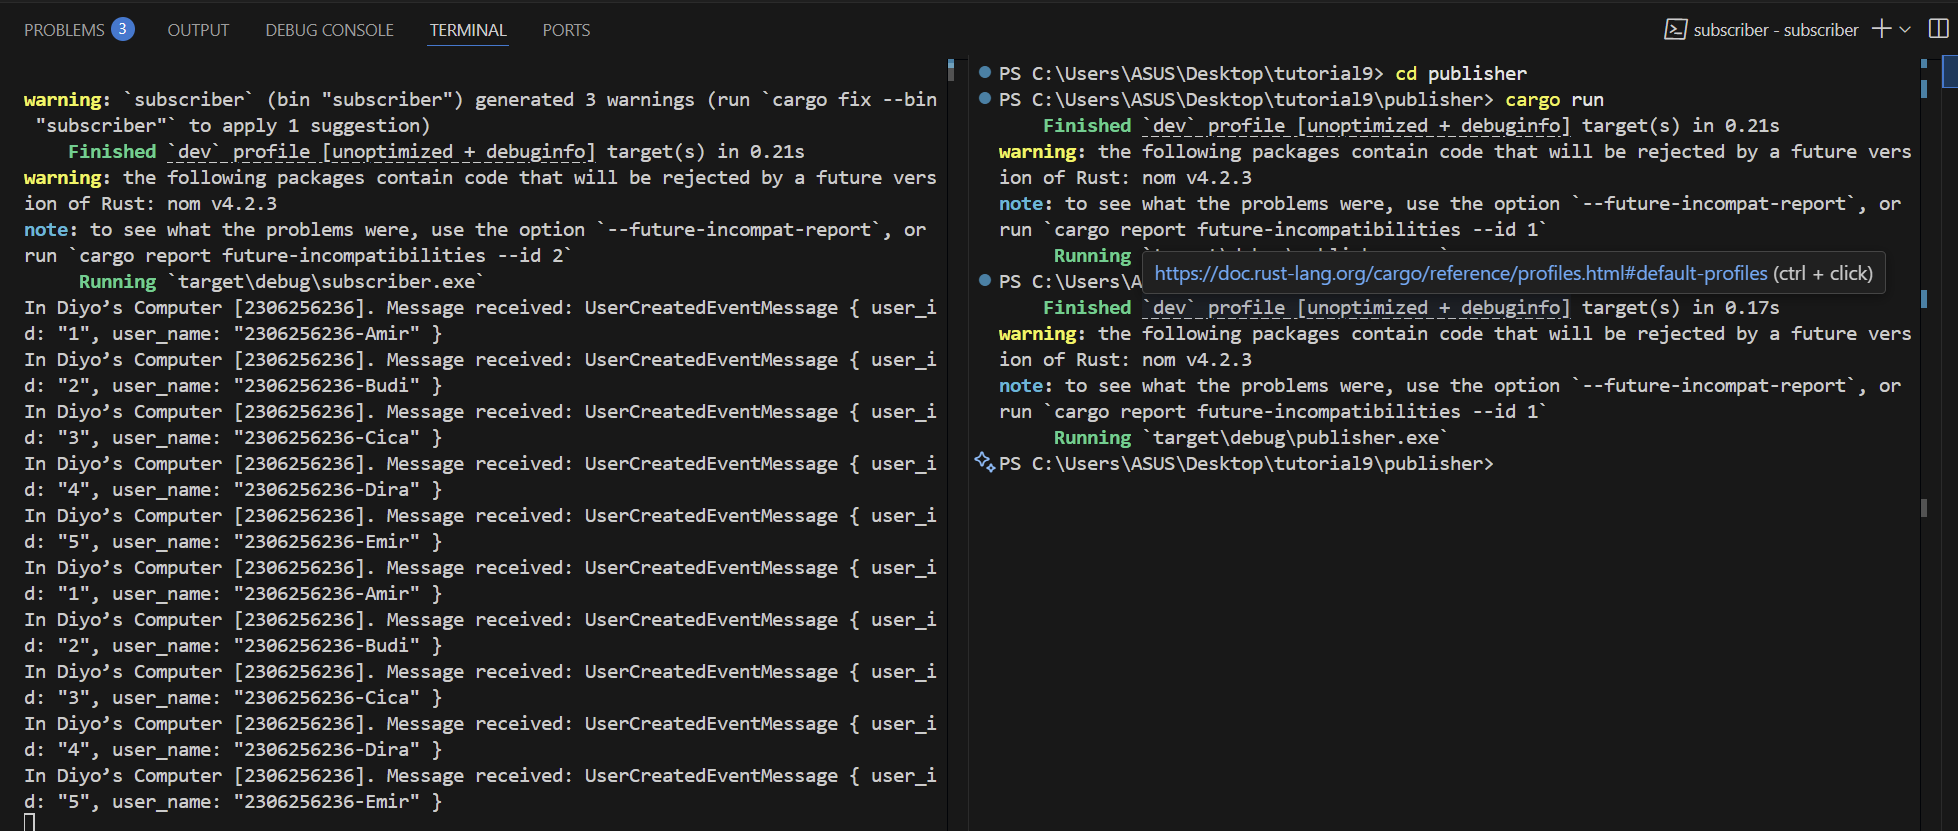 PROBLEMS 3 OUTPUT DEBUG CONSOLE TERMINAL PORTS
subscriber - subscriber
warning: `subscriber` (bin "subscriber") generated 3 warnings (run `cargo fix --bin
"subscriber"` to apply 1 suggestion)
Finished `dev` profile [unoptimized + debuginfo] target(s) in 0.21s
warning: the following packages contain code that will be rejected by a future vers
ion of Rust: nom v4.2.3
note: to see what the problems were, use the option `--future-incompat-report`, or
run `cargo report future-incompatibilities --id 2`
Running `target\debug\subscriber.exe`
In Diyo’s Computer [2306256236]. Message received: UserCreatedEventMessage { user_i
d: "1", user_name: "2306256236-Amir" }
In Diyo’s Computer [2306256236]. Message received: UserCreatedEventMessage { user_i
d: "2", user_name: "2306256236-Budi" }
In Diyo’s Computer [2306256236]. Message received: UserCreatedEventMessage { user_i
d: "3", user_name: "2306256236-Cica" }
In Diyo’s Computer [2306256236]. Message received: UserCreatedEventMessage { user_i
d: "4", user_name: "2306256236-Dira" }
In Diyo’s Computer [2306256236]. Message received: UserCreatedEventMessage { user_i
d: "5", user_name: "2306256236-Emir" }
In Diyo’s Computer [2306256236]. Message received: UserCreatedEventMessage { user_i
d: "1", user_name: "2306256236-Amir" }
In Diyo’s Computer [2306256236]. Message received: UserCreatedEventMessage { user_i
d: "2", user_name: "2306256236-Budi" }
In Diyo’s Computer [2306256236]. Message received: UserCreatedEventMessage { user_i
d: "3", user_name: "2306256236-Cica" }
In Diyo’s Computer [2306256236]. Message received: UserCreatedEventMessage { user_i
d: "4", user_name: "2306256236-Dira" }
In Diyo’s Computer [2306256236]. Message received: UserCreatedEventMessage { user_i
d: "5", user_name: "2306256236-Emir" }
PS C:\Users\ASUS\Desktop\tutorial9> cd publisher
PS C:\Users\ASUS\Desktop\tutorial9\publisher> cargo run
Finished `dev` profile [unoptimized + debuginfo] target(s) in 0.21s
warning: the following packages contain code that will be rejected by a future vers
ion of Rust: nom v4.2.3
note: to see what the problems were, use the option `--future-incompat-report`, or
run `cargo report future-incompatibilities --id 1`
Running
https://doc.rust-lang.org/cargo/reference/profiles.html#default-profiles (ctrl + click)
PS C:\Users\A
Finished `dev` profile [unoptimized + debuginfo] target(s) in 0.17s
warning: the following packages contain code that will be rejected by a future vers
ion of Rust: nom v4.2.3
note: to see what the problems were, use the option `--future-incompat-report`, or
run `cargo report future-incompatibilities --id 1`
Running `target\debug\publisher.exe`
PS C:\Users\ASUS\Desktop\tutorial9\publisher>